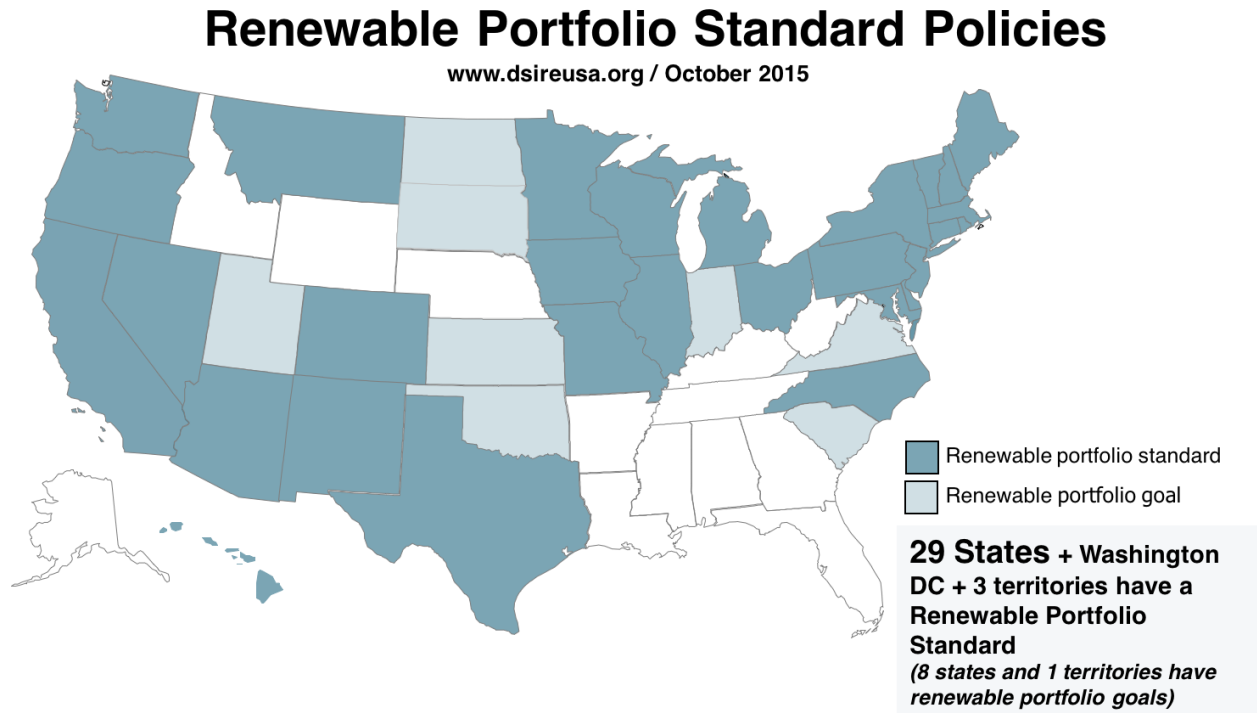 Renewable Portfolio Standard Policies
www.dsireusa.org / October 2015
Renewable portfolio standard
Renewable portfolio goal
29 States + Washington
DC + 3 territories have a
Renewable Portfolio
Standard
(8 states and 1 territories have
renewable portfolio goals)